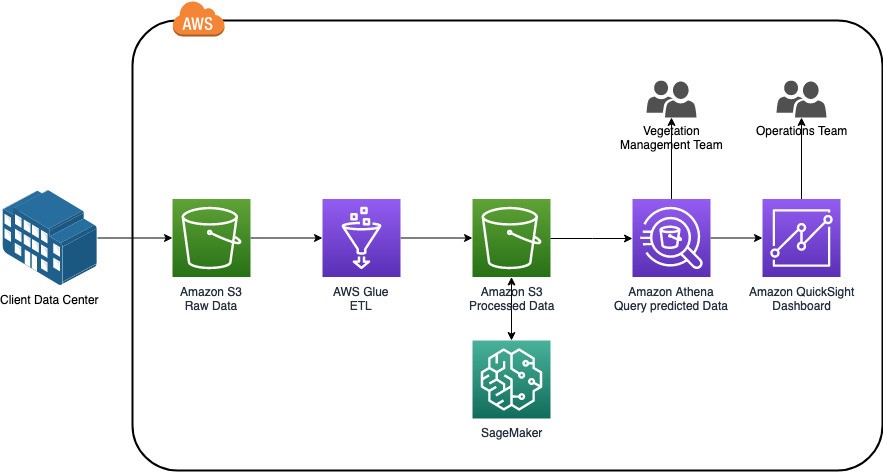 AWS
Vegetation
Management Team
Operations Team
Client Data Center
Amazon S3
Raw Data
AWS Glue
ETL
Amazon S3
Processed Data
Amazon Athena
Query predicted Data
Amazon QuickSight
Dashboard
SageMaker